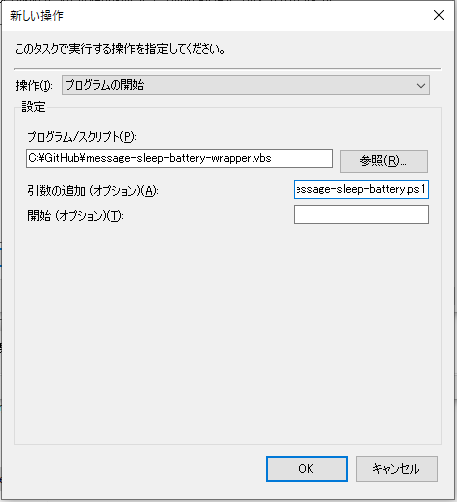 新しい操作
このタスクで実行する操作を指定してください。
操作(I): プログラムの開始
設定
プログラム/スクリプト(P):
C:¥GitHub¥message-sleep-battery-wrapper.vbs 参照(R)...
引数の追加 (オプション)(A): essage-sleep-battery.ps1
開始 (オプション)(T):
OK キャンセル